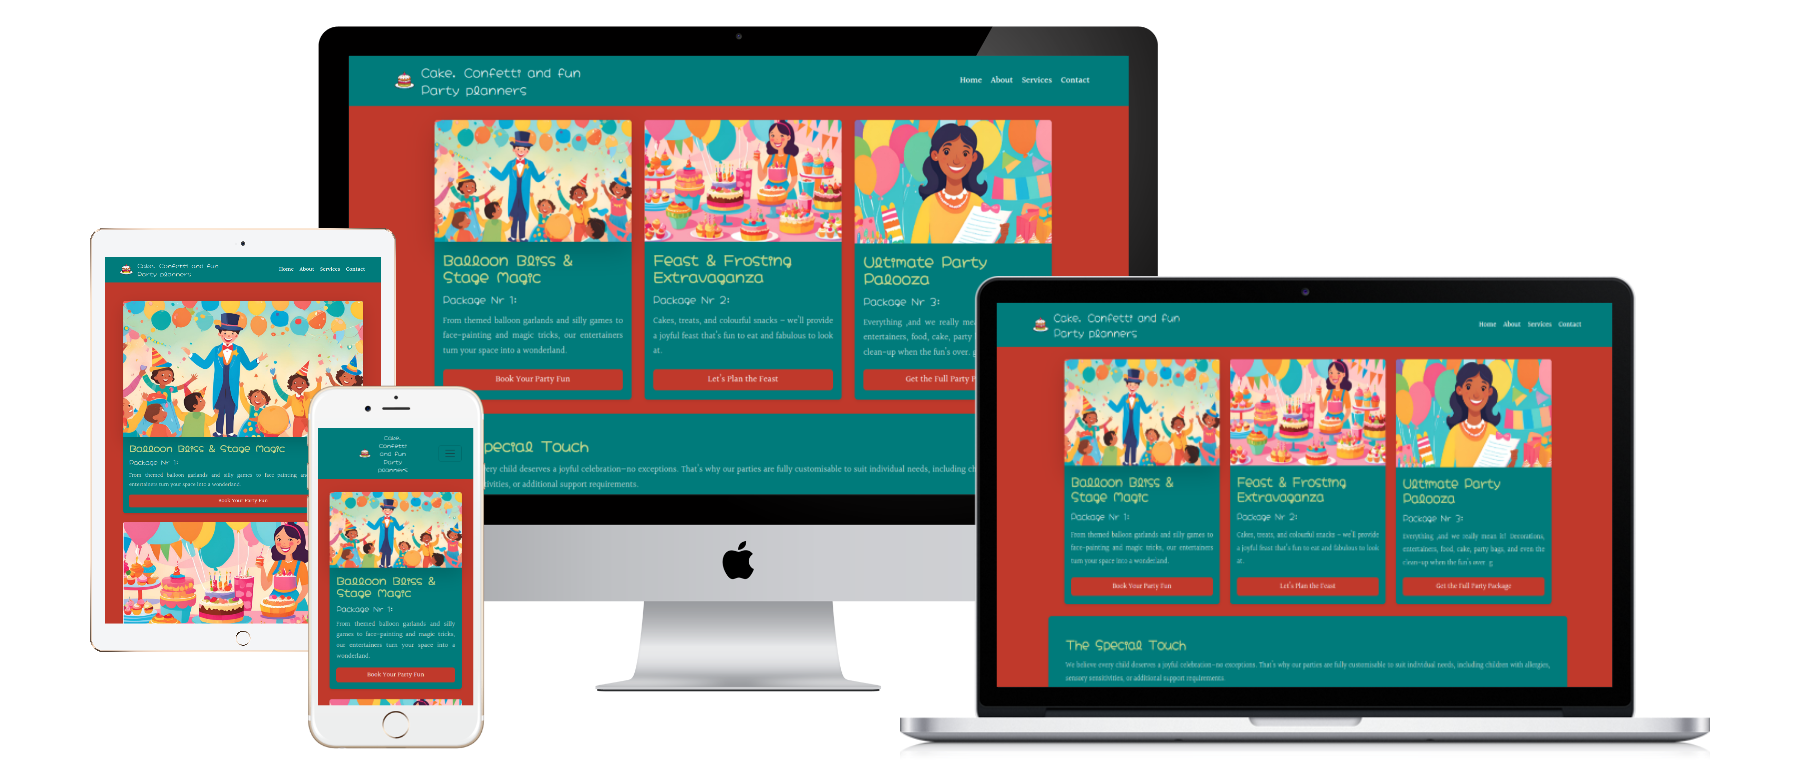 Cake, Confetti and fun
Party planners
Home About Services Contact
Balloon Bliss &
Stage Magic
Package Nr 1:
From themed balloon garlands and silly games to
face-painting and magic tricks, our entertainers
turn your space into a wonderland.
Book Your Party Fun
Feast & Frosting
Extravaganza
Package Nr 2:
Cakes, treats, and colourful snacks – we'll provide
a joyful feast that's fun to eat and fabulous to look
at.
Let's Plan the Feast
Ultimate Party
Palooza
Package Nr 3:
Everything ,and we really mea
entertainers, food, cake, party
clean-up when the fun's over. g
Get the Full Party P
Special Touch
ery child deserves a joyful celebration—no exceptions. That's why our parties are fully customisable to suit individual needs, including ch
tivities, or additional support requirements.
Cake, Confetti and fun
Party planners
Home About Services Contact
Balloon Bliss & Stage Magic
Package Nr 1:
From themed balloon garlands and silly games to face-painting an
entertainers turn your space into a wonderland.
Book Your Party Fun
Cake,
Confetti
and fun
Party
planners
Balloon Bliss &
Stage Magic
Package Nr 1:
From themed balloon garlands and silly
games to face-painting and magic tricks,
our entertainers turn your space into a
wonderland.
Book Your Party Fun
Cake, Confetti and fun
Party planners
Home About Services Contact
Balloon Bliss &
Stage Magic
Package Nr 1:
From themed balloon garlands and silly games to
face-painting and magic tricks, our entertainers
turn your space into a wonderland.
Book Your Party Fun
Feast & Frosting
Extravaganza
Package Nr 2:
Cakes, treats, and colourful snacks – we'll provide
a joyful feast that's fun to eat and fabulous to look
at.
Let's Plan the Feast
Ultimate Party
Palooza
Package Nr 3:
Everything ,and we really mean it! Decorations,
entertainers, food, cake, party bags, and even the
clean-up when the fun's over. g
Get the Full Party Package
The Special Touch
We believe every child deserves a joyful celebration—no exceptions. That's why our parties are fully customisable to suit individual needs, including children with allergies,
sensory sensitivities, or additional support requirements.